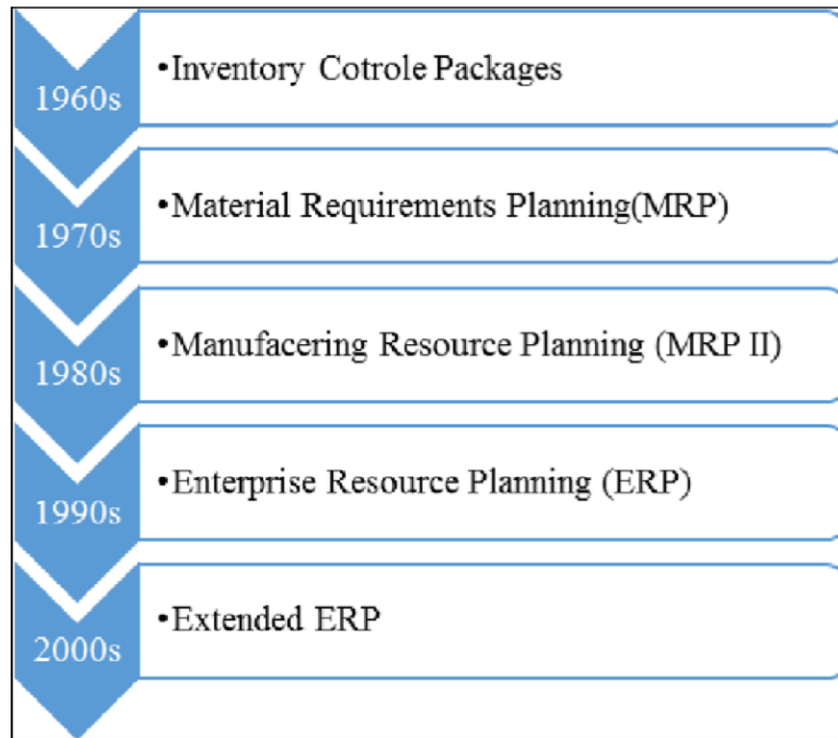 1960s
•Inventory Cotrole Packages
1970s
•Material Requirements Planning(MRP)
1980s
•Manufacering Resource Planning (MRP II)
1990s
•Enterprise Resource Planning (ERP)
2000s
•Extended ERP